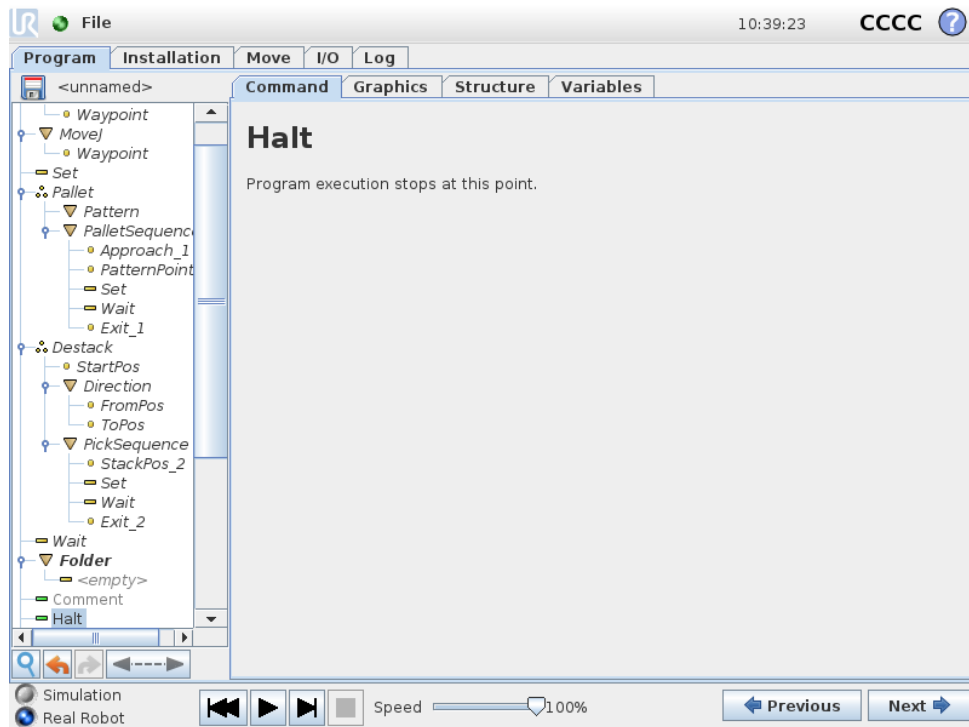 UR File 10:39:23 CCCC ?
Program Installation Move I/O Log
<unnamed> Command Graphics Structure Variables
Waypoint
MoveJ
Waypoint
Set
Pallet
Pattern
PalletSequenc
Approach_1
PatternPoint
Set
Wait
Exit_1
Destack
StartPos
Direction
FromPos
ToPos
PickSequence
StackPos_2
Set
Wait
Exit_2
Wait
Folder
<empty>
Comment
Halt
Halt
Program execution stops at this point.
Simulation
Real Robot
Speed 100%
Previous Next